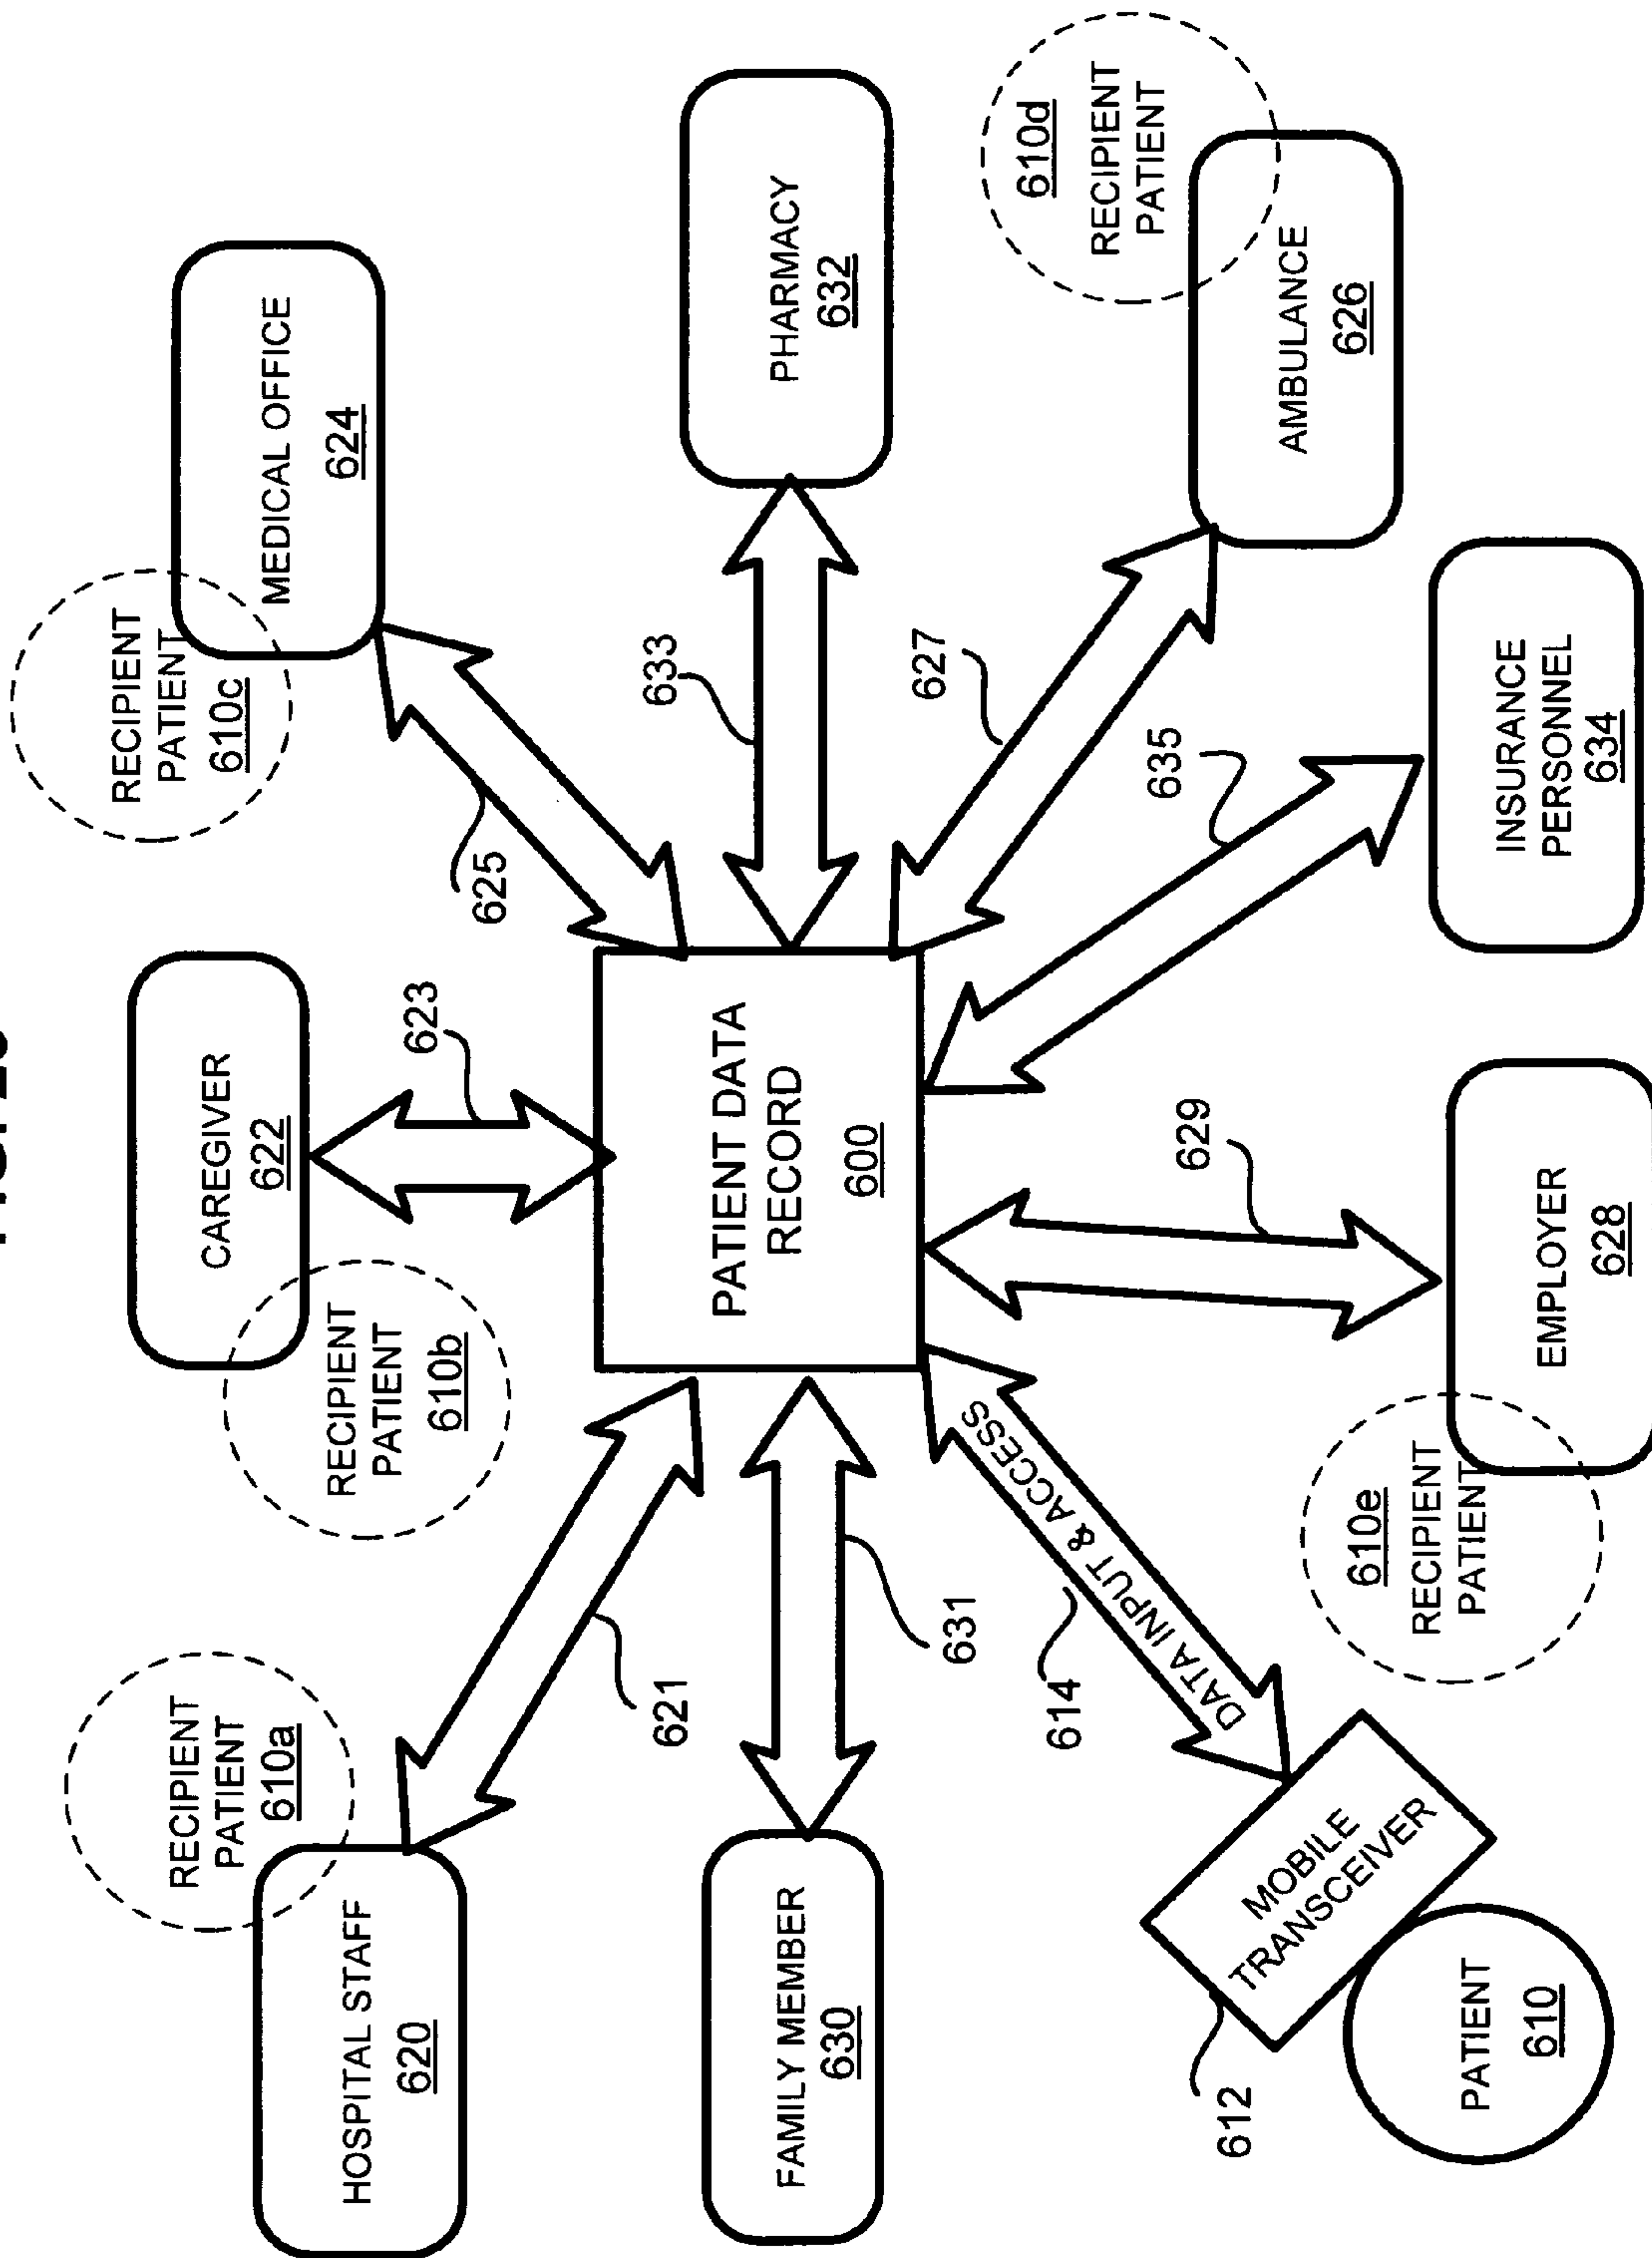 RECIPIENT
PATIENT
610a
HOSPITAL STAFF
620
621
CAREGIVER
622
623
RECIPIENT
PATIENT
610b
RECIPIENT
PATIENT
610c
MEDICAL OFFICE
624
625
FAMILY MEMBER
630
631
PATIENT DATA
RECORD
600
633
PHARMACY
632
610d
RECIPIENT
PATIENT
627
AMBULANCE
626
635
INSURANCE
PERSONNEL
634
629
EMPLOYER
628
610e
RECIPIENT
PATIENT
DATA INPUT & ACCESS
614
MOBILE
TRANSCEIVER
612
PATIENT
610